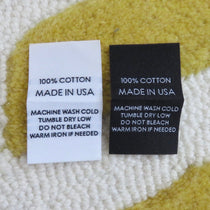 100% COTTON
MADE IN USA
MACHINE WASH COLD
TUMBLE DRY LOW
DO NOT BLEACH
WARM IRON IF NEEDED
100% COTTON
MADE IN USA
MACHINE WASH COLD
TUMBLE DRY LOW
DO NOT BLEACH
WARM IRON IF NEEDED